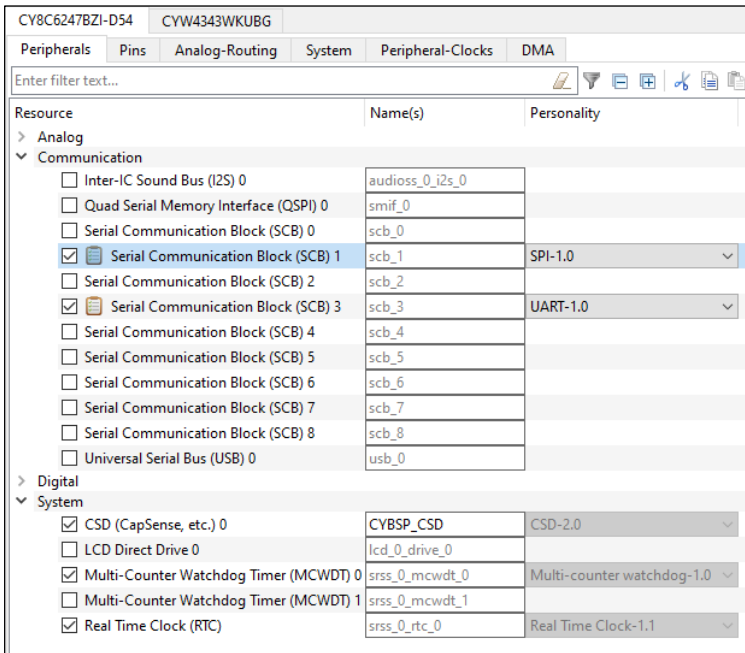 CY8C6247BZI-D54 CYW4343WKUBG
Peripherals Pins Analog-Routing System Peripheral-Clocks DMA
Enter filter text...
Resource Name(s) Personality
Analog
Communication
Inter-IC Sound Bus (I2S) 0 audioss_0_i2s_0
Quad Serial Memory Interface (QSPI) 0 smif_0
Serial Communication Block (SCB) 0 scb_0
Serial Communication Block (SCB) 1 scb_1 SPI-1.0
Serial Communication Block (SCB) 2 scb_2
Serial Communication Block (SCB) 3 scb_3 UART-1.0
Serial Communication Block (SCB) 4 scb_4
Serial Communication Block (SCB) 5 scb_5
Serial Communication Block (SCB) 6 scb_6
Serial Communication Block (SCB) 7 scb_7
Serial Communication Block (SCB) 8 scb_8
Universal Serial Bus (USB) 0 usb_0
Digital
System
CSD (CapSense, etc.) 0 CYBSP_CSD CSD-2.0
LCD Direct Drive 0 lcd_0_drive_0
Multi-Counter Watchdog Timer (MCWDT) 0 srss_0_mcwdt_0 Multi-counter watchdog-1.0
Multi-Counter Watchdog Timer (MCWDT) 1 srss_0_mcwdt_1
Real Time Clock (RTC) srss_0_rtc_0 Real Time Clock-1.1